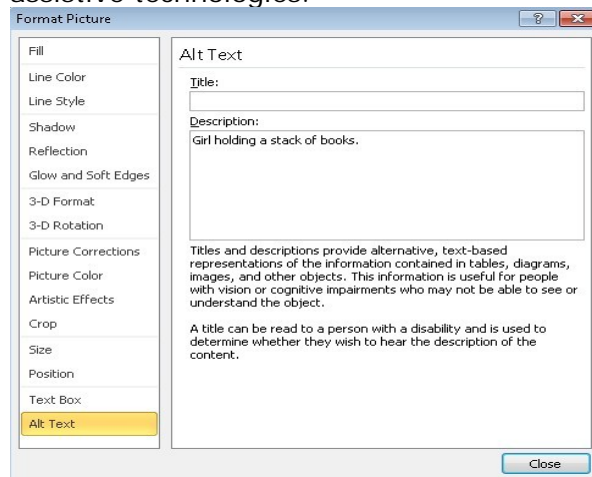 assistive technologies.
Format Picture
Fill
Line Color
Line Style
Shadow
Reflection
Glow and Soft Edges
3-D Format
3-D Rotation
Picture Corrections
Picture Color
Artistic Effects
Crop
Size
Position
Text Box
Alt Text
Alt Text
Title:
Description:
Girl holding a stack of books.
Titles and descriptions provide alternative, text-based
representations of the information contained in tables, diagrams,
images, and other objects. This information is useful for people
with vision or cognitive impairments who may not be able to see or
understand the object.
A title can be read to a person with a disability and is used to
determine whether they wish to hear the description of the
content.
Close